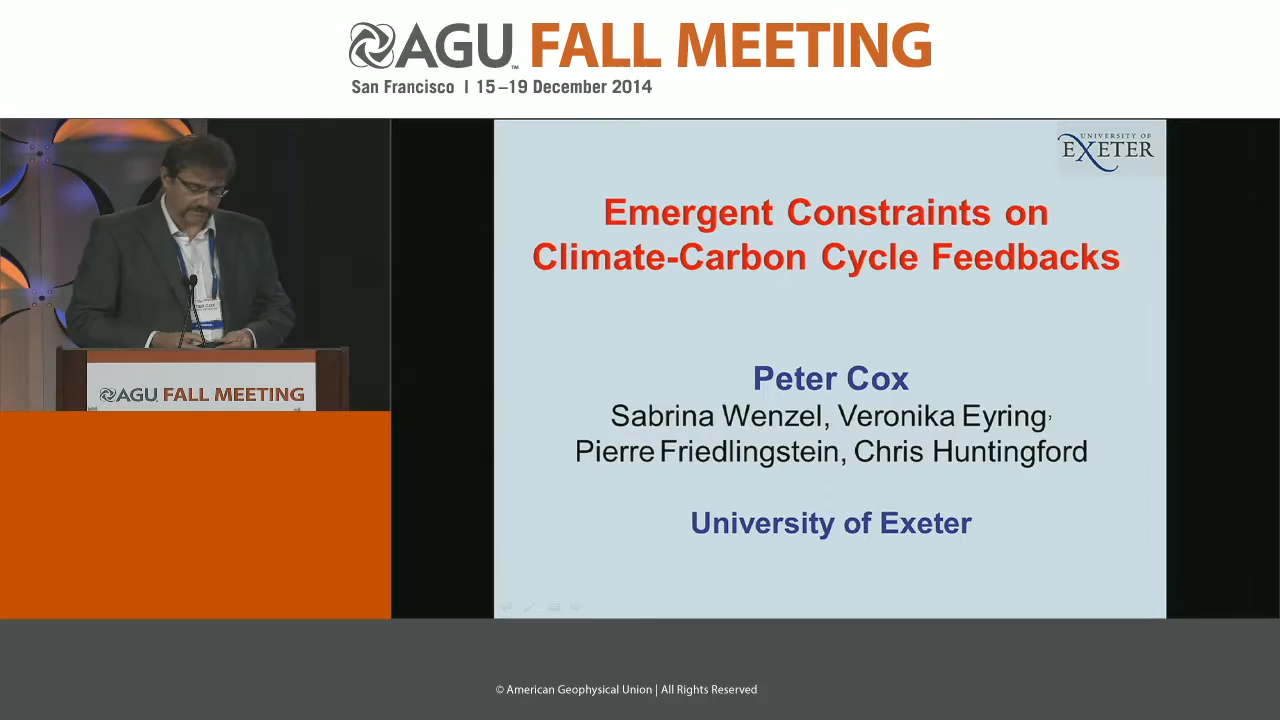 AGU™ FALL MEETING
San Francisco | 15–19 December 2014
UNIVERSITY OF
EXETER
Emergent Constraints on
Climate-Carbon Cycle Feedbacks
Peter Cox
Sabrina Wenzel, Veronika Eyring,
Pierre Friedlingstein, Chris Huntingford
University of Exeter
AGU FALL MEETING
© American Geophysical Union | All Rights Reserved